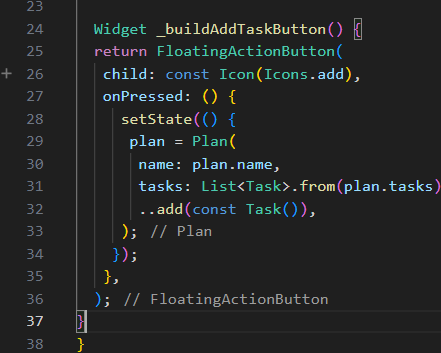 23
24 Widget _buildAddTaskButton() {
25 return FloatingActionButton(
26 child: const Icon(Icons.add),
27 onPressed: () {
28 setState(() {
29 plan = Plan(
30 name: plan.name,
31 tasks: List<Task>.from(plan.tasks)
32 ..add(const Task()),
33 ); // Plan
34 });
35 },
36 ); // FloatingActionButton
37 }
38 }